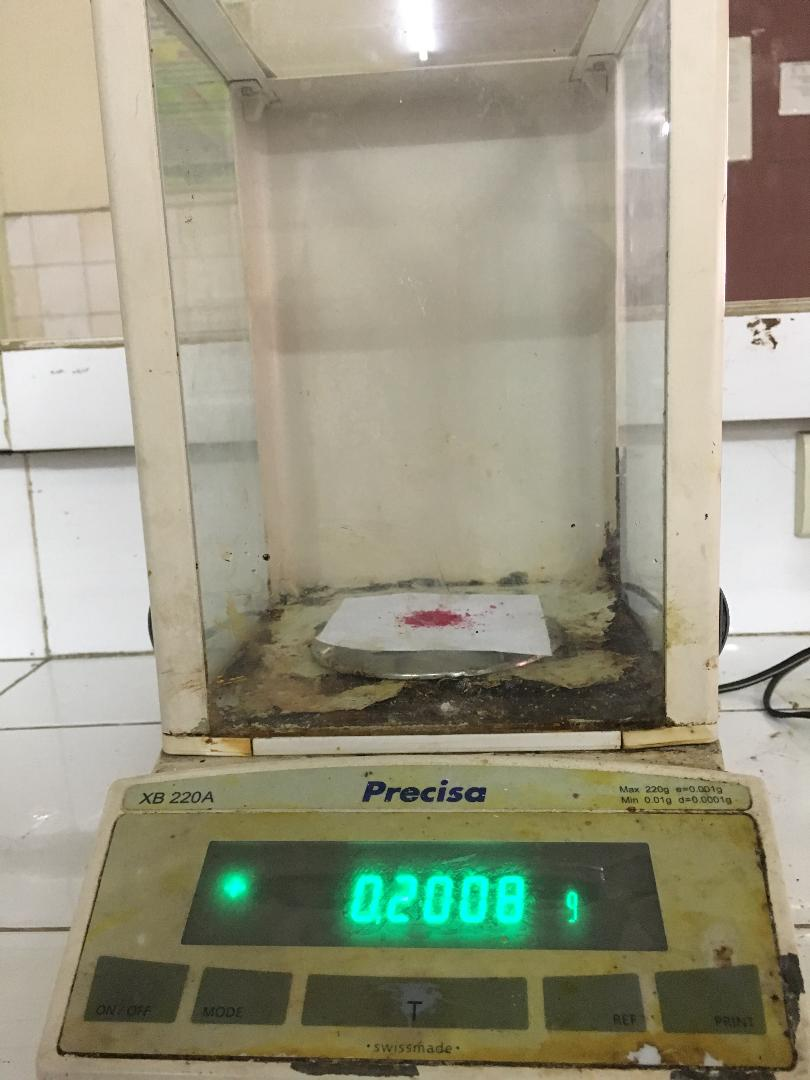 XB 220A
Precisa
Max 220g e=0.001g
Min 0.01g d=0.0001g
0.2008 g
ON / OFF
MODE
T
REF
PRINT
·swissmade·